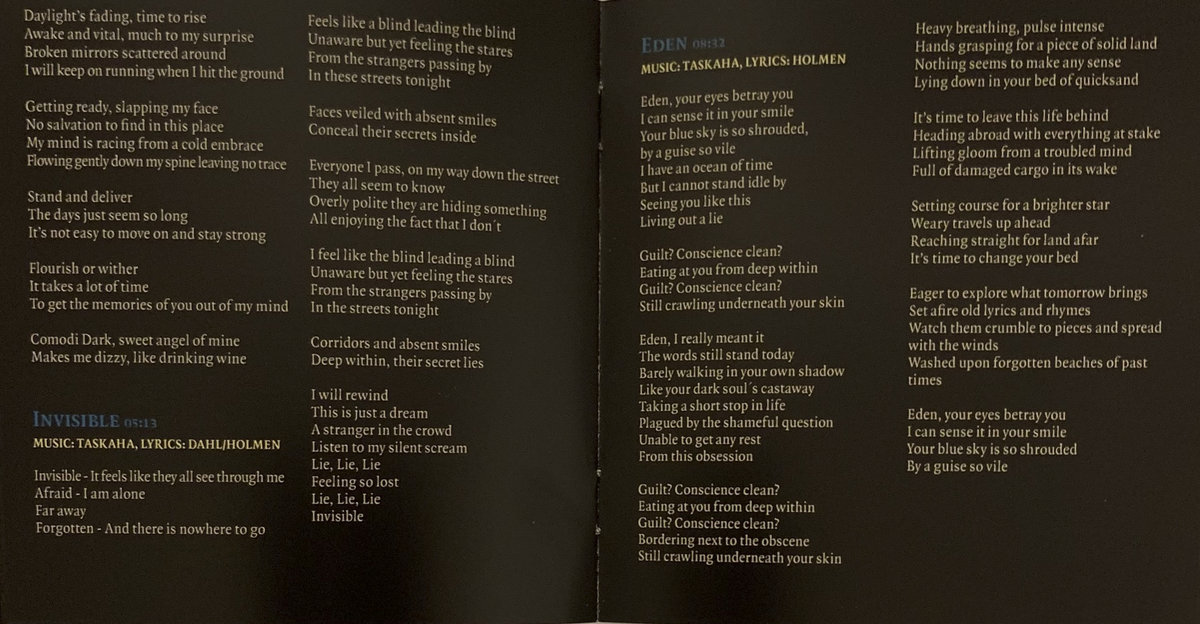 Daylight's fading, time to rise
Awake and vital, much to my surprise
Broken mirrors scattered around
I will keep on running when I hit the ground
Getting ready, slapping my face
No salvation to find in this place
My mind is racing from a cold embrace
Flowing gently down my spine leaving no trace
Stand and deliver
The days just seem so long
It's not easy to move on and stay strong
Flourish or wither
It takes a lot of time
To get the memories of you out of my mind
Comodi Dark, sweet angel of mine
Makes me dizzy, like drinking wine
INVISIBLE 05:13
MUSIC: TASKAHA, LYRICS: DAHL/HOLMEN
Invisible - It feels like they all see through me
Afraid - I am alone
Far away
Forgotten - And there is nowhere to go
Feels like a blind leading the blind
Unaware but yet feeling the stares
From the strangers passing by
In these streets tonight
Faces veiled with absent smiles
Conceal their secrets inside
Everyone I pass, on my way down the street
They all seem to know
Overly polite they are hiding something
All enjoying the fact that I don´t
I feel like the blind leading a blind
Unaware but yet feeling the stares
From the strangers passing by
In the streets tonight
Corridors and absent smiles
Deep within, their secret lies
I will rewind
This is just a dream
A stranger in the crowd
Listen to my silent scream
Lie, Lie, Lie
Feeling so lost
Lie, Lie, Lie
Invisible
EDEN 08:32
MUSIC: TASKAHA, LYRICS: HOLMEN
Eden, your eyes betray you
I can sense it in your smile
Your blue sky is so shrouded,
by a guise so vile
I have an ocean of time
But I cannot stand idle by
Seeing you like this
Living out a lie
Guilt? Conscience clean?
Eating at you from deep within
Guilt? Conscience clean?
Still crawling underneath your skin
Eden, I really meant it
The words still stand today
Barely walking in your own shadow
Like your dark soul´s castaway
Taking a short stop in life
Plagued by the shameful question
Unable to get any rest
From this obsession
Guilt? Conscience clean?
Eating at you from deep within
Guilt? Conscience clean?
Bordering next to the obscene
Still crawling underneath your skin
Heavy breathing, pulse intense
Hands grasping for a piece of solid land
Nothing seems to make any sense
Lying down in your bed of quicksand
It's time to leave this life behind
Heading abroad with everything at stake
Lifting gloom from a troubled mind
Full of damaged cargo in its wake
Setting course for a brighter star
Weary travels up ahead
Reaching straight for land afar
It's time to change your bed
Eager to explore what tomorrow brings
Set afire old lyrics and rhymes
Watch them crumble to pieces and spread
with the winds
Washed upon forgotten beaches of past
times
Eden, your eyes betray you
I can sense it in your smile
Your blue sky is so shrouded
By a guise so vile